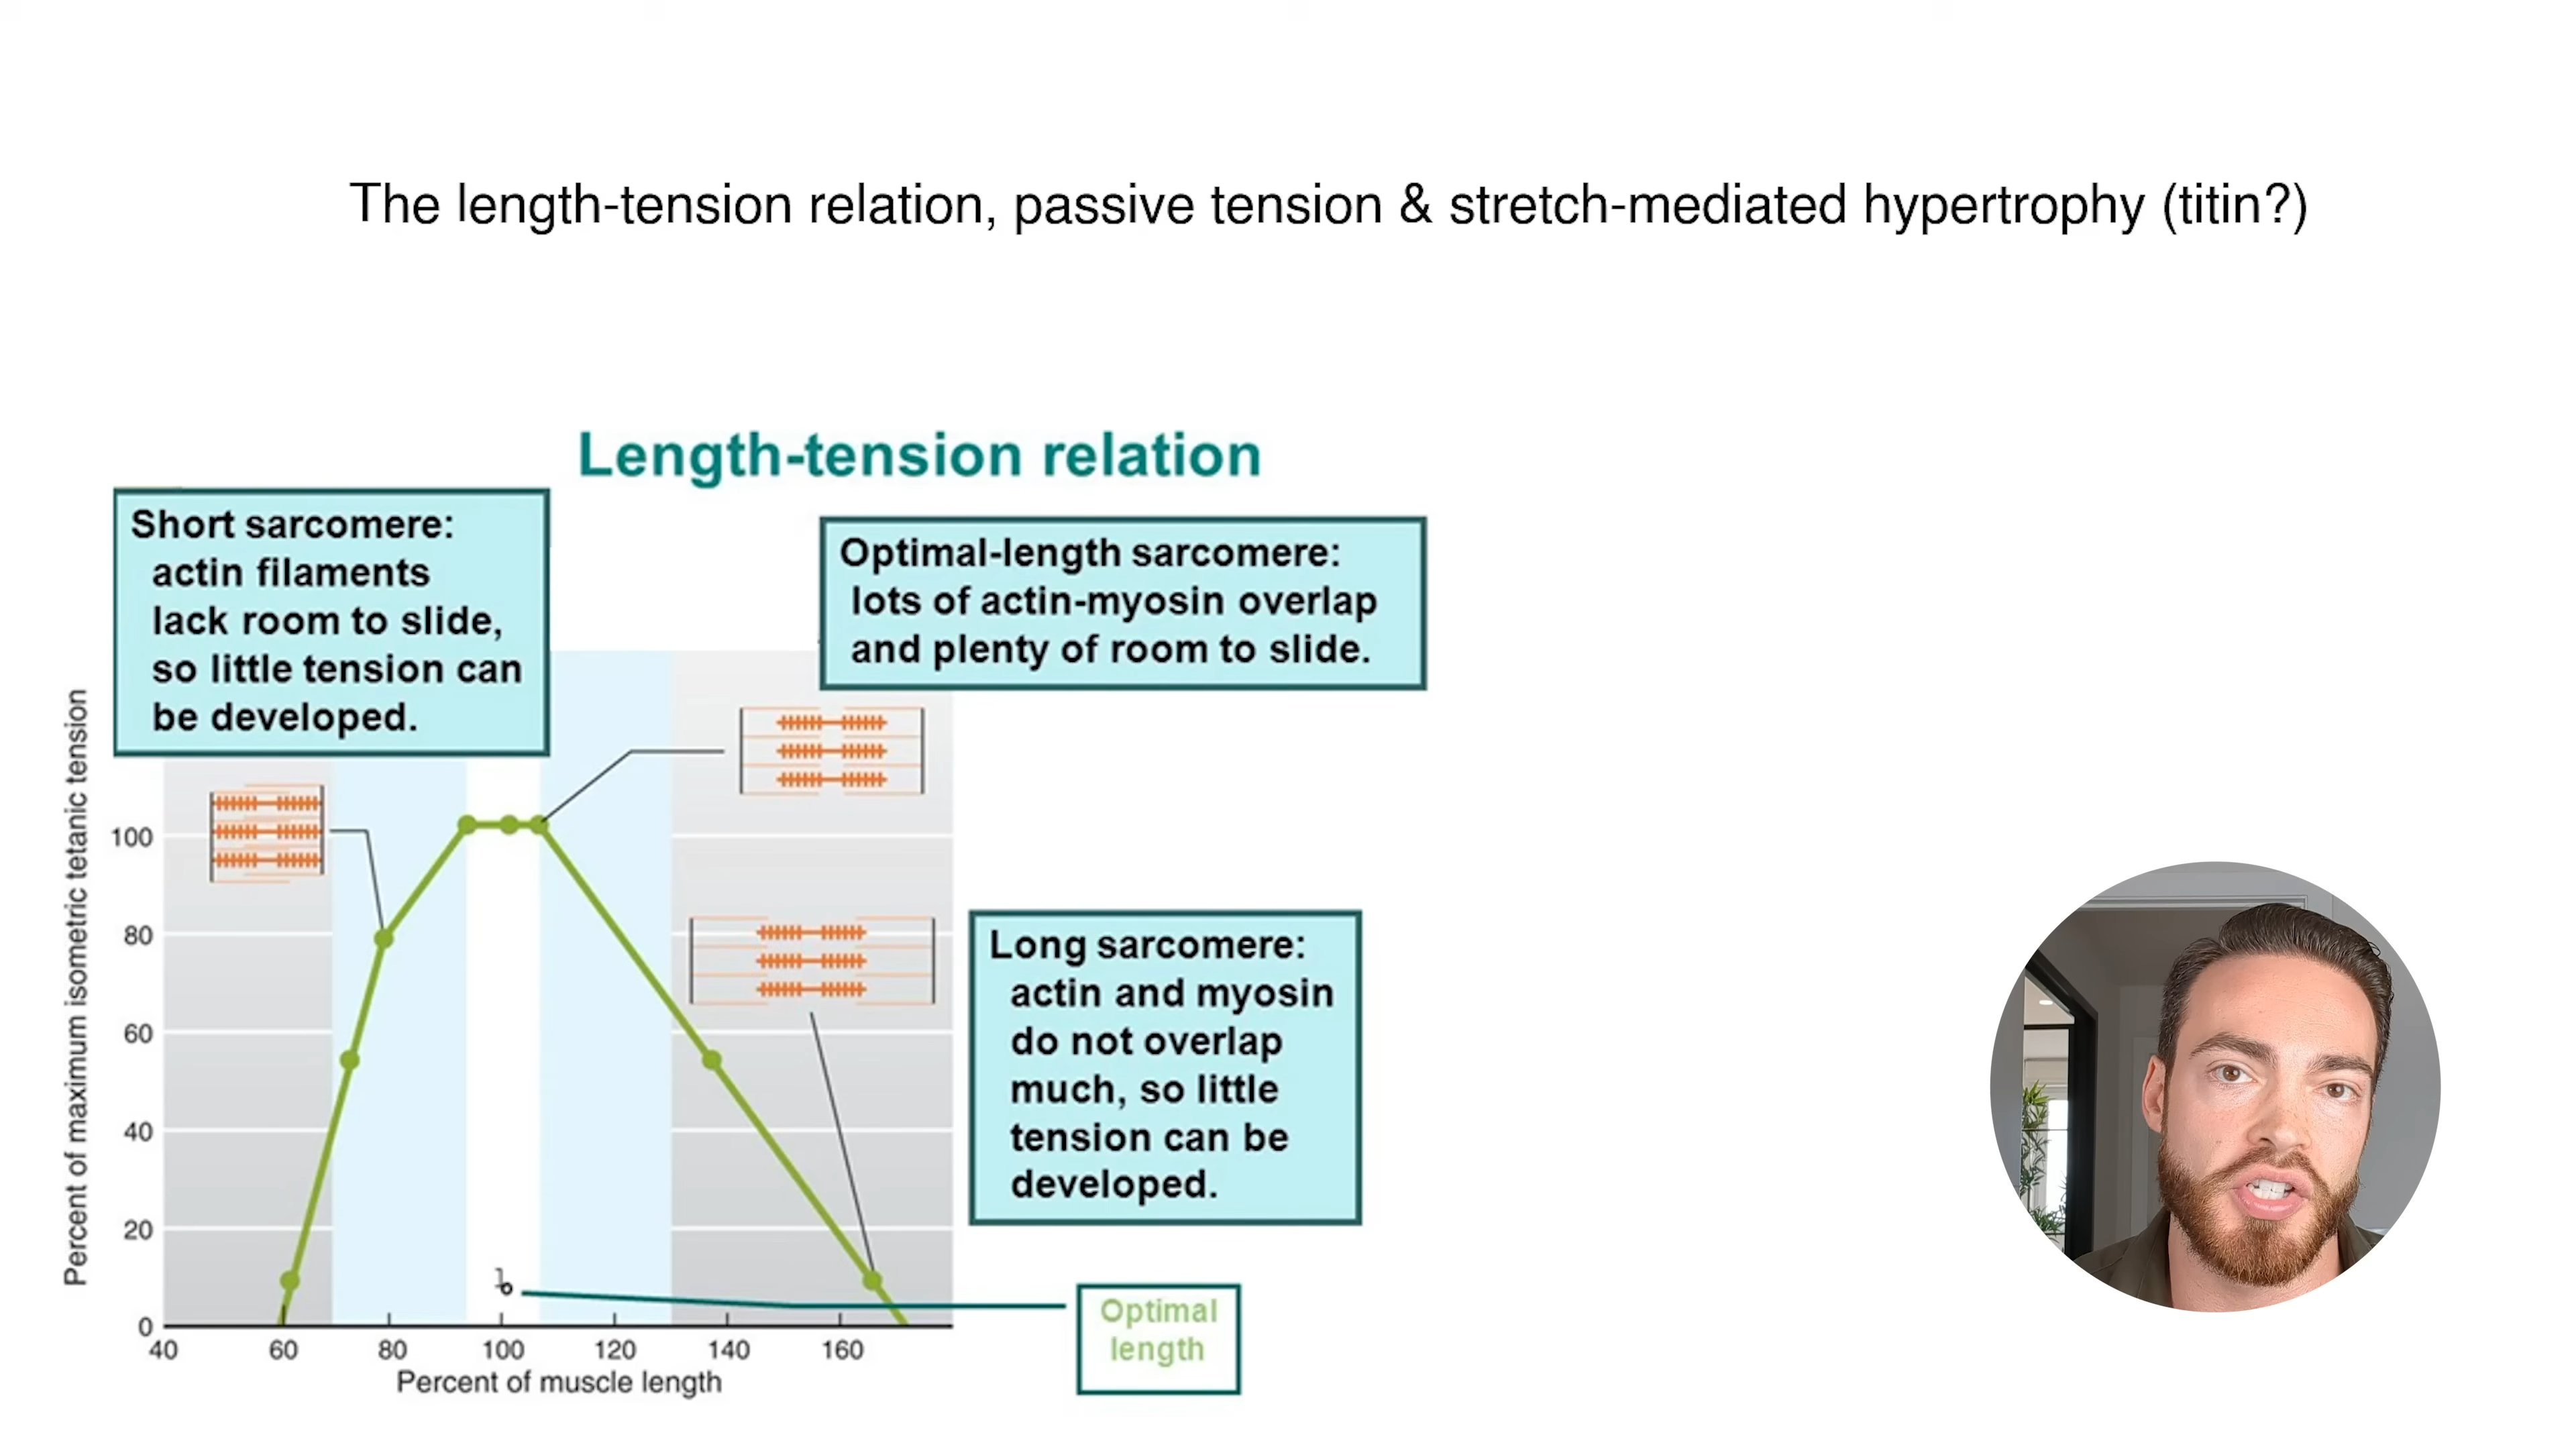 The length-tension relation, passive tension & stretch-mediated hypertrophy (titin?)
Length-tension relation
Short sarcomere:
actin filaments
lack room to slide,
so little tension can
be developed.
Optimal-length sarcomere:
lots of actin-myosin overlap
and plenty of room to slide.
Long sarcomere:
actin and myosin
do not overlap
much, so little
tension can be
developed.
Optimal
length
Percent of maximum isometric tetanic tension
100
80
60
40
20
0
40 60 80 100 120 140 160
Percent of muscle length